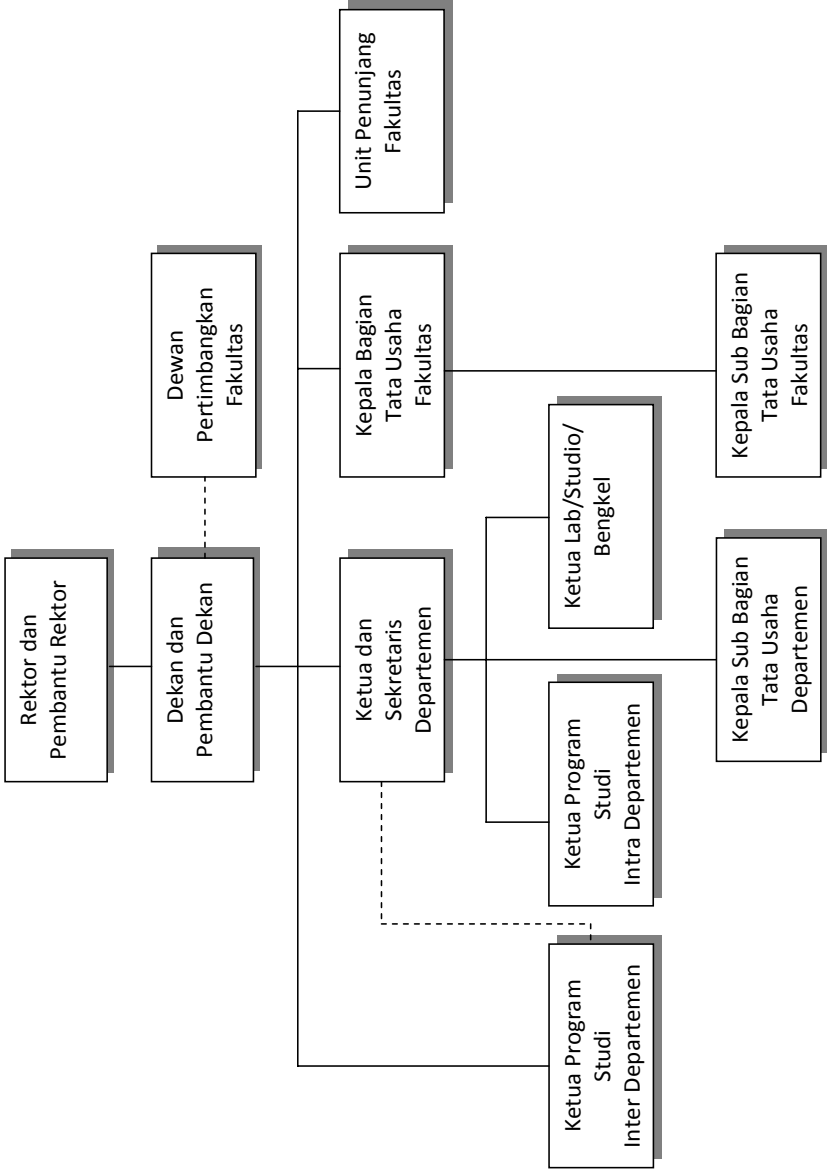 Rektor dan
Pembantu Rektor
Dekan dan
Pembantu Dekan
Dewan
Pertimbangkan
Fakultas
Ketua dan
Sekretaris
Departemen
Kepala Bagian
Tata Usaha
Fakultas
Unit Penunjang
Fakultas
Ketua Program
Studi
Inter Departemen
Ketua Program
Studi
Intra Departemen
Ketua Lab/Studio/
Bengkel
Kepala Sub Bagian
Tata Usaha
Departemen
Kepala Sub Bagian
Tata Usaha
Fakultas